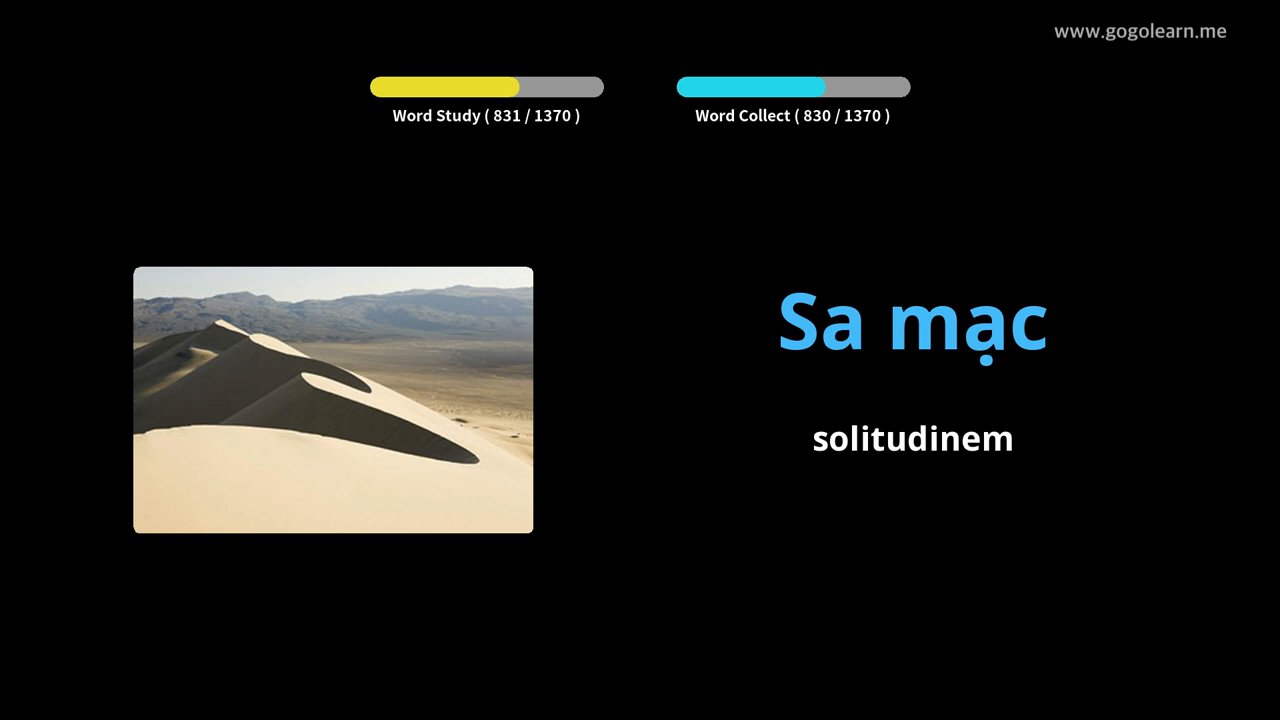 www.gogolearn.me
Word Study ( 831 / 1370 )
Word Collect ( 830 / 1370 )
Sa mạc
solitudinem